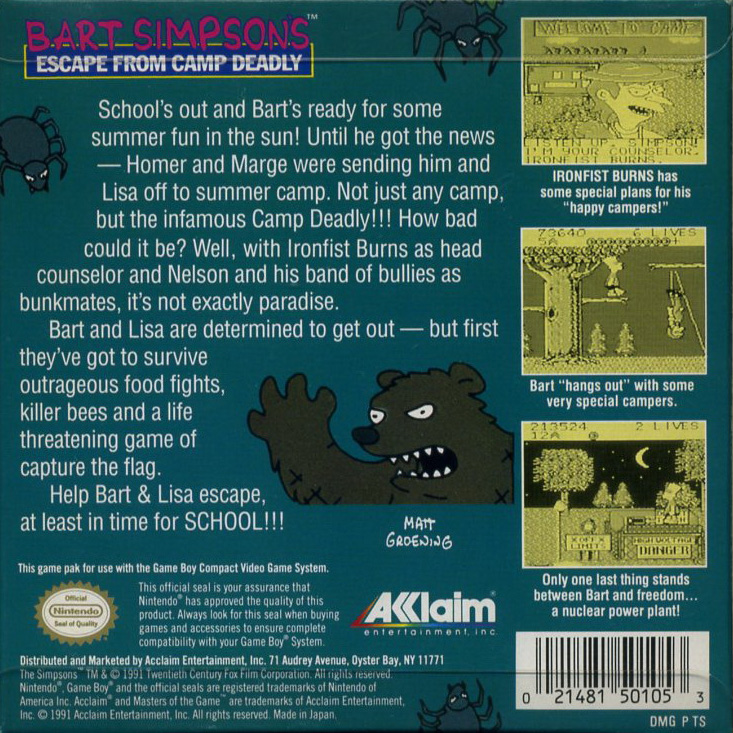 BART SIMPSON'S™
ESCAPE FROM CAMP DEADLY
School's out and Bart's ready for some
summer fun in the sun! Until he got the news
— Homer and Marge were sending him and
Lisa off to summer camp. Not just any camp,
but the infamous Camp Deadly!!! How bad
could it be? Well, with Ironfist Burns as head
counselor and Nelson and his band of bullies as
bunkmates, it's not exactly paradise.
Bart and Lisa are determined to get out — but first
they've got to survive
outrageous food fights,
killer bees and a life
threatening game of
capture the flag.
Help Bart & Lisa escape,
at least in time for SCHOOL!!!
MATT
GROENING
WELCOME TO CAMP
LISTEN UP, SIMPSON!
I'M YOUR COUNSELOR,
IRONFIST BURNS.
IRONFIST BURNS has
some special plans for his
"happy campers!"
73640 6 LIVES
5A
Bart "hangs out" with some
very special campers.
213524 2 LIVES
12A
X OFF X
LIMITS
HIGH VOLTAGE
DANGER
Only one last thing stands
between Bart and freedom...
a nuclear power plant!
This game pak for use with the Game Boy Compact Video Game System.
Official
Nintendo®
Seal of Quality
This official seal is your assurance that
Nintendo® has approved the quality of this
product. Always look for this seal when buying
games and accessories to ensure complete
compatibility with your Game Boy® System.
AKKlaim®
entertainment, inc.
Distributed and Marketed by Acclaim Entertainment, Inc. 71 Audrey Avenue, Oyster Bay, NY 11771
The Simpsons™ TM & © 1991 Twentieth Century Fox Film Corporation. All rights reserved.
Nintendo®, Game Boy® and the official seals are registered trademarks of Nintendo of
America Inc. Acclaim® and Masters of the Game™ are trademarks of Acclaim Entertainment,
Inc. © 1991 Acclaim Entertainment, Inc. All rights reserved. Made in Japan.
0 21481 50105 3
DMG P TS